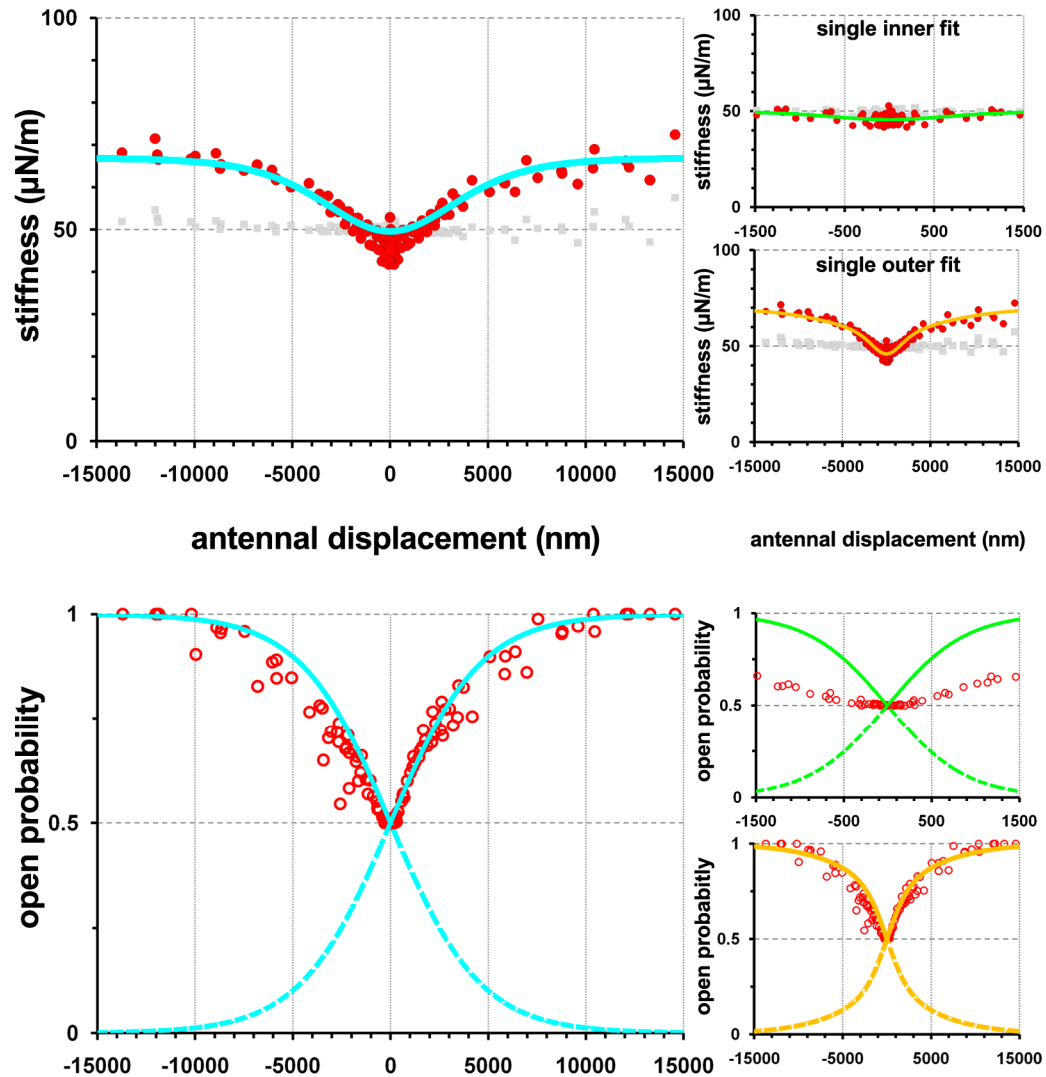 100
50
0
stiffness (µN/m)
-15000 -10000 -5000 0 5000 10000 15000
antennal displacement (nm)
single inner fit
100
50
0
stiffness (µN/m)
-1500 -500 500 1500
single outer fit
100
50
0
stiffness (µN/m)
-15000 -5000 5000 15000
antennal displacement (nm)
1
0.5
0
open probability
-15000 -10000 -5000 0 5000 10000 15000
1
0.5
0
open probability
-1500 -500 500 1500
1
0.5
0
open probabitly
-15000 -5000 5000 15000